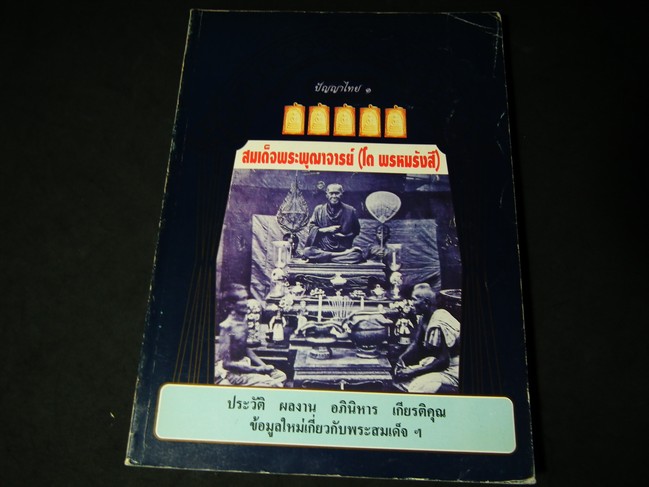 ปัญญาไทย ๑
สมเด็จพระพุฒาจารย์ (โต พรหมรังสี)
ประวัติ ผลงาน อภินิหาร เกียรติคุณ
ข้อมูลใหม่เกี่ยวกับพระสมเด็จ ฯ